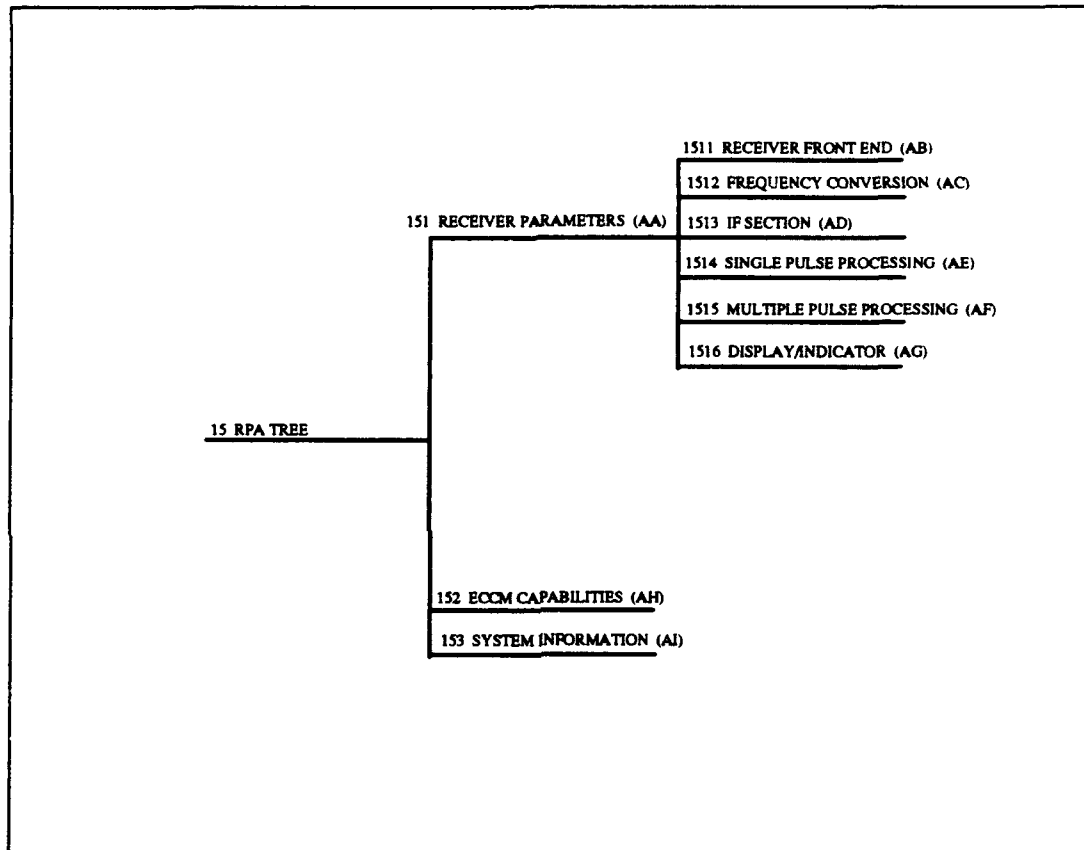 1511 RECEIVER FRONT END (AB)
1512 FREQUENCY CONVERSION (AC)
151 RECEIVER PARAMETERS (AA)
1513 IF SECTION (AD)
1514 SINGLE PULSE PROCESSING (AE)
1515 MULTIPLE PULSE PROCESSING (AF)
1516 DISPLAY/INDICATOR (AG)
15 RPA TREE
152 ECCM CAPABILITIES (AH)
153 SYSTEM INFORMATION (AI)